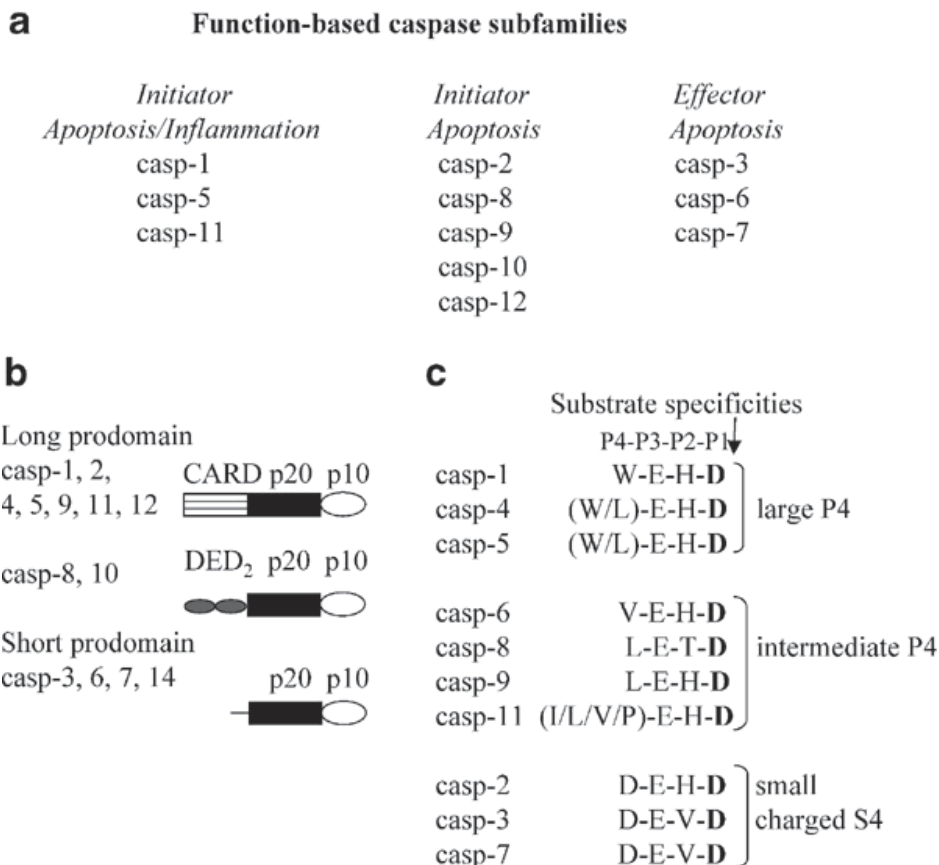 a
Function-based caspase subfamilies
Initiator
Apoptosis/Inflammation
casp-1
casp-5
casp-11
Initiator
Apoptosis
casp-2
casp-8
casp-9
casp-10
casp-12
Effector
Apoptosis
casp-3
casp-6
casp-7
b
Long prodomain
casp-1, 2,
4, 5, 9, 11, 12
CARD p20 p10
casp-8, 10
DED₂ p20 p10
Short prodomain
casp-3, 6, 7, 14
p20 p10
c
Substrate specificities
P4-P3-P2-P1
casp-1 W-E-H-D
casp-4 (W/L)-E-H-D
casp-5 (W/L)-E-H-D
large P4
casp-6 V-E-H-D
casp-8 L-E-T-D
casp-9 L-E-H-D
casp-11 (I/L/V/P)-E-H-D
intermediate P4
casp-2 D-E-H-D
casp-3 D-E-V-D
casp-7 D-E-V-D
small
charged S4